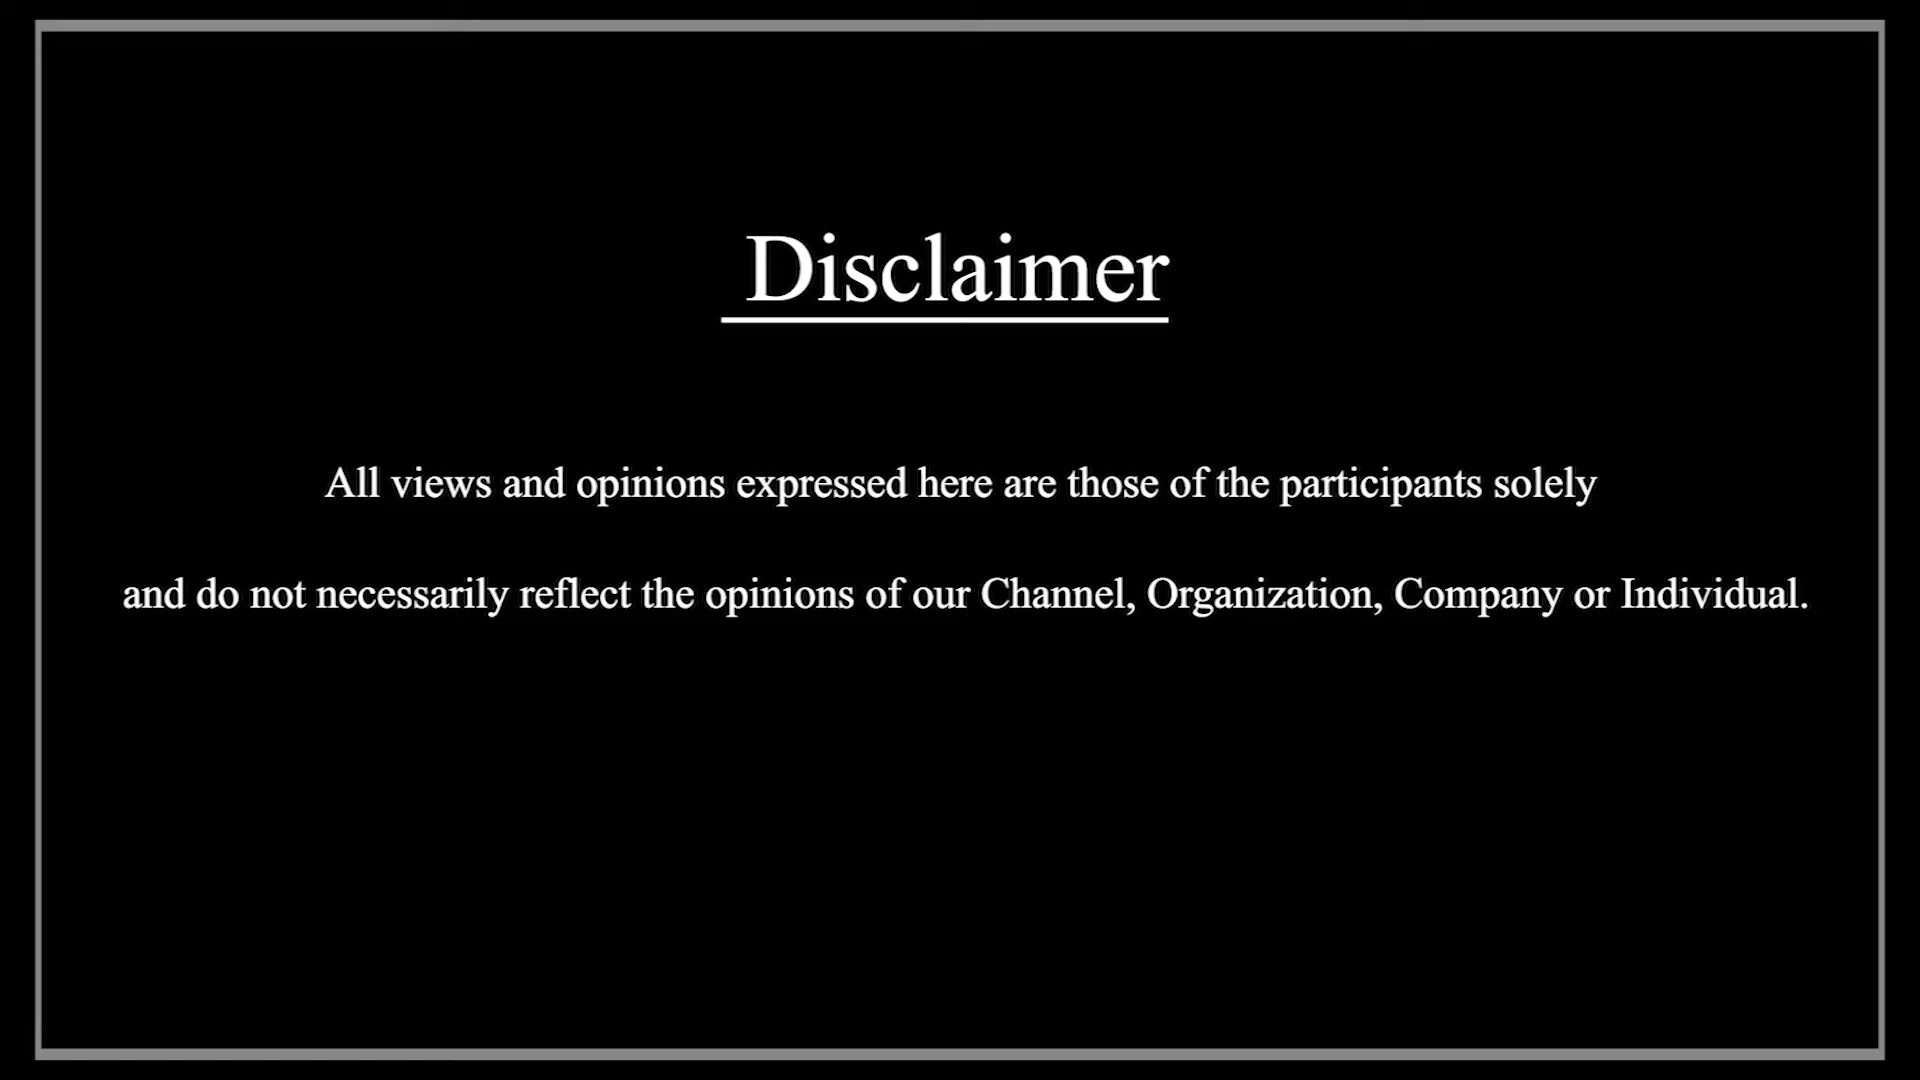 Disclaimer
All views and opinions expressed here are those of the participants solely
and do not necessarily reflect the opinions of our Channel, Organization, Company or Individual.